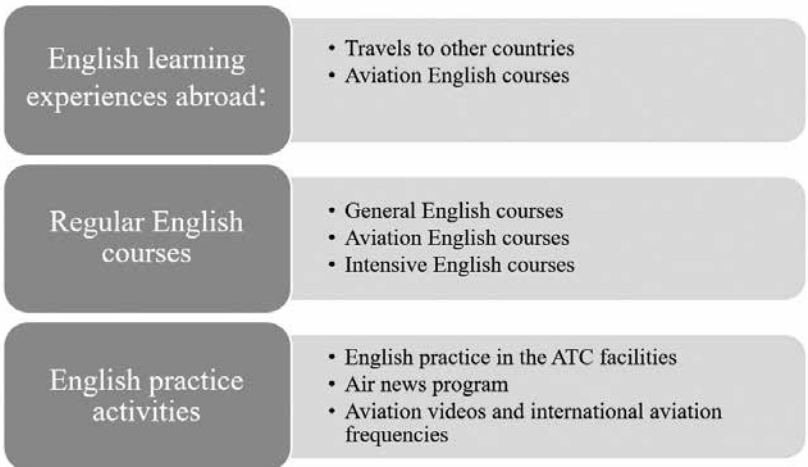 English learning
experiences abroad:
• Travels to other countries
• Aviation English courses
Regular English
courses
• General English courses
• Aviation English courses
• Intensive English courses
English practice
activities
• English practice in the ATC facilities
• Air news program
• Aviation videos and international aviation
frequencies